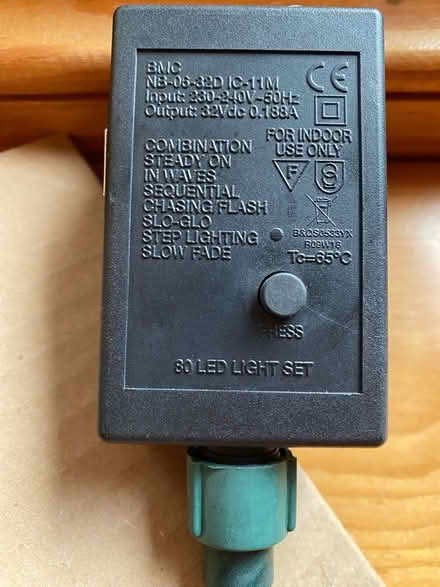 BMC
NB-06-32D IC-11M
Input: 230-240V~50Hz
Output: 32Vdc 0.188A
COMBINATION
STEADY ON
IN WAVES
SEQUENTIAL
CHASING/FLASH
SLO-GLO
STEP LIGHTING
SLOW FADE
FOR INDOOR
USE ONLY
CE
F
R09W16
Tc=65°C
PRESS
80 LED LIGHT SET